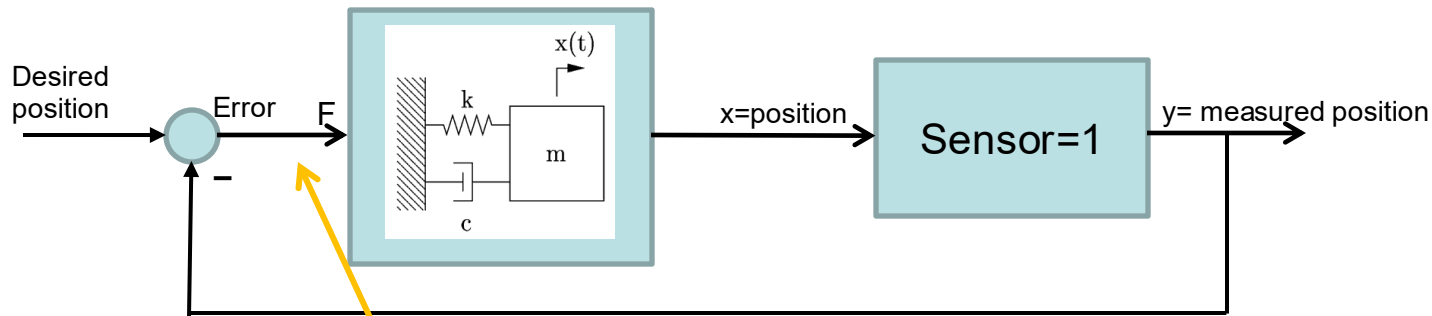 Desired
position
Error
F
−
x(t)
k
m
c
x=position
Sensor=1
y= measured position